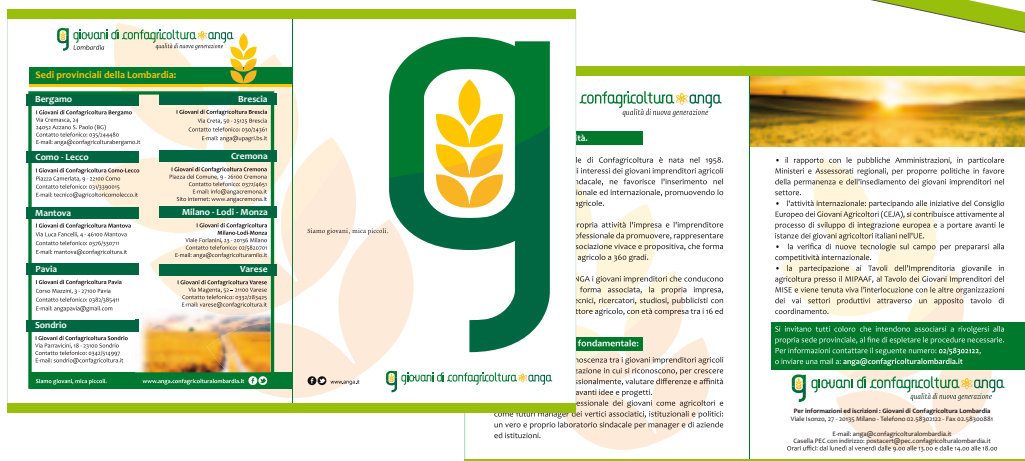 giovani di confagricoltura anga
Lombardia
qualità di nuova generazione
Sedi provinciali della Lombardia:
Bergamo
I Giovani di Confagricoltura Bergamo
Via Cremasca, 24
24052 Azzano S. Paolo (BG)
Contatto telefonico: 035/244480
E-mail: anga@confagricolturabergamo.it
Como - Lecco
I Giovani di Confagricoltura Como-Lecco
Piazza Camerlata, 9 - 22100 Como
Contatto telefonico: 031/3390015
E-mail: tecnico@agricoltoricomolecco.it
Mantova
I Giovani di Confagricoltura Mantova
Via Luca Fancelli, 4 - 46100 Mantova
Contatto telefonico: 0376/330711
E-mail: mantova@confagricoltura.it
Pavia
I Giovani di Confagricoltura Pavia
Corso Mazzini, 3 - 27100 Pavia
Contatto telefonico: 0382/385411
E-mail: angapavia@gmail.com
Sondrio
I Giovani di Confagricoltura Sondrio
Via Parravicini, 18 - 23100 Sondrio
Contatto telefonico: 0342/514997
E-mail: sondrio@confagricoltura.it
Brescia
I Giovani di Confagricoltura Brescia
Via Creta, 50 - 25125 Brescia
Contatto telefonico: 030/24361
E-mail: anga@upagri.bs.it
Cremona
I Giovani di Confagricoltura Cremona
Piazza del Comune, 9 - 26100 Cremona
Contatto telefonico: 0372/4651
E-mail: info@angacremona.it
Sito internet: www.angacremona.it
Milano - Lodi - Monza
I Giovani di Confagricoltura
Milano-Lodi-Monza
Viale Forlanini, 23 - 20136 Milano
Contatto telefonico: 02/5820701
E-mail: anga@confagricolturamilo.it
Varese
I Giovani di Confagricoltura Varese
Via Magenta, 52 – 21100 Varese
Contatto telefonico: 0332/283425
E-mail: varese@confagricoltura.it
Siamo giovani, mica piccoli.
www.anga.confagricolturalombardia.it
g
Siamo giovani, mica piccoli.
www.anga.it
giovani di confagricoltura anga
qualità di nuova generazione
confagricoltura anga
qualità di nuova generazione
ità.
le di Confagricoltura è nata nel 1958.
i interessi dei giovani imprenditori agricoli
ndacale, ne favorisce l'inserimento nel
onale ed internazionale, promuovendo lo
agricole.
ropria attività l'impresa e l'Imprenditore
ofessionale da promuovere, rappresentare
sociazione vivace e propositiva, che forma
agricolo a 360 gradi.
NGA i giovani imprenditori che conducono
forma associata, la propria impresa,
ecnici, ricercatori, studiosi, pubblicisti con
ttore agricolo, con età compresa tra i 16 ed
fondamentale:
noscenza tra i giovani imprenditori agricoli
azione in cui si riconoscono, per crescere
ssionalmente, valutare differenze e affinità
avanti idee e progetti.
essionale dei giovani come agricoltori e
come futuri manager dei vertici associativi, istituzionali e politici:
un vero e proprio laboratorio sindacale per manager e di aziende
ed istituzioni.
• il rapporto con le pubbliche Amministrazioni, in particolare
Ministeri e Assessorati regionali, per proporre politiche in favore
della permanenza e dell'insediamento dei giovani imprenditori nel
settore.
• l'attività internazionale: partecipando alle iniziative del Consiglio
Europeo dei Giovani Agricoltori (CEJA), si contribuisce attivamente al
processo di sviluppo di integrazione europea e a portare avanti le
istanze dei giovani agricoltori italiani nell'UE.
• la verifica di nuove tecnologie sul campo per prepararsi alla
competitività internazionale.
• la partecipazione ai Tavoli dell'Imprenditoria giovanile in
agricoltura presso il MIPAAF, al Tavolo dei Giovani Imprenditori del
MISE e viene tenuta viva l'interlocuzione con le altre organizzazioni
dei vai settori produttivi attraverso un apposito tavolo di
coordinamento.
Si invitano tutti coloro che intendono associarsi a rivolgersi alla
propria sede provinciale, al fine di espletare le procedure necessarie.
Per informazioni contattare il seguente numero: 02/58302122,
o inviare una mail a: anga@confagricolturalombardia.it
giovani di confagricoltura anga
qualità di nuova generazione
Per informazioni ed iscrizioni : Giovani di Confagricoltura Lombardia
Viale Isonzo, 27 - 20135 Milano - Telefono 02.58302122 - Fax 02.58300881
E-mail: anga@confagricolturalombardia.it
Casella PEC con indirizzo: postacert@pec.confagricolturalombardia.it
Orari uffici: dal lunedì al venerdì dalle 9.00 alle 13.00 e dalle 14.00 alle 18.00